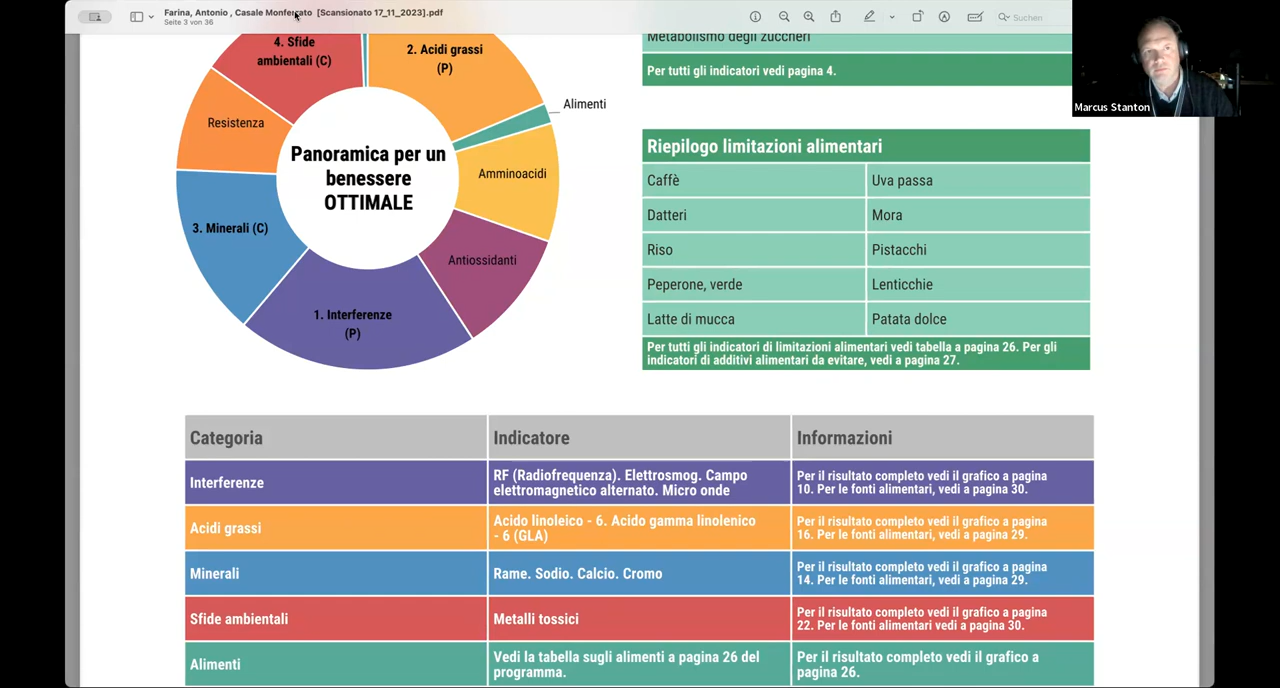 Farina, Antonio , Casale Monferrato [Scansionato 17_11_2023].pdf
Seite 3 von 36
Suchen
Marcus Stanton
4. Sfide
ambientali (C)
2. Acidi grassi
(P)
Alimenti
Resistenza
Amminoacidi
Panoramica per un
benessere
OTTIMALE
3. Minerali (C)
Antiossidanti
1. Interferenze
(P)
Metabolismo degli zuccheri
Per tutti gli indicatori vedi pagina 4.
Riepilogo limitazioni alimentari
Caffè Uva passa
Datteri Mora
Riso Pistacchi
Peperone, verde Lenticchie
Latte di mucca Patata dolce
Per tutti gli indicatori di limitazioni alimentari vedi tabella a pagina 26. Per gli
indicatori di additivi alimentari da evitare, vedi a pagina 27.
Categoria Indicatore Informazioni
Interferenze
RF (Radiofrequenza). Elettrosmog. Campo
elettromagnetico alternato. Micro onde
Per il risultato completo vedi il grafico a pagina
10. Per le fonti alimentari, vedi a pagina 30.
Acidi grassi
Acido linoleico - 6. Acido gamma linolenico
- 6 (GLA)
Per il risultato completo vedi il grafico a pagina
16. Per le fonti alimentari, vedi a pagina 29.
Minerali
Rame. Sodio. Calcio. Cromo
Per il risultato completo vedi il grafico a pagina
14. Per le fonti alimentari, vedi a pagina 29.
Sfide ambientali
Metalli tossici
Per il risultato completo vedi il grafico a pagina
22. Per le fonti alimentari vedi a pagina 30.
Alimenti
Vedi la tabella sugli alimenti a pagina 26 del
programma.
Per il risultato completo vedi il grafico a
pagina 26.